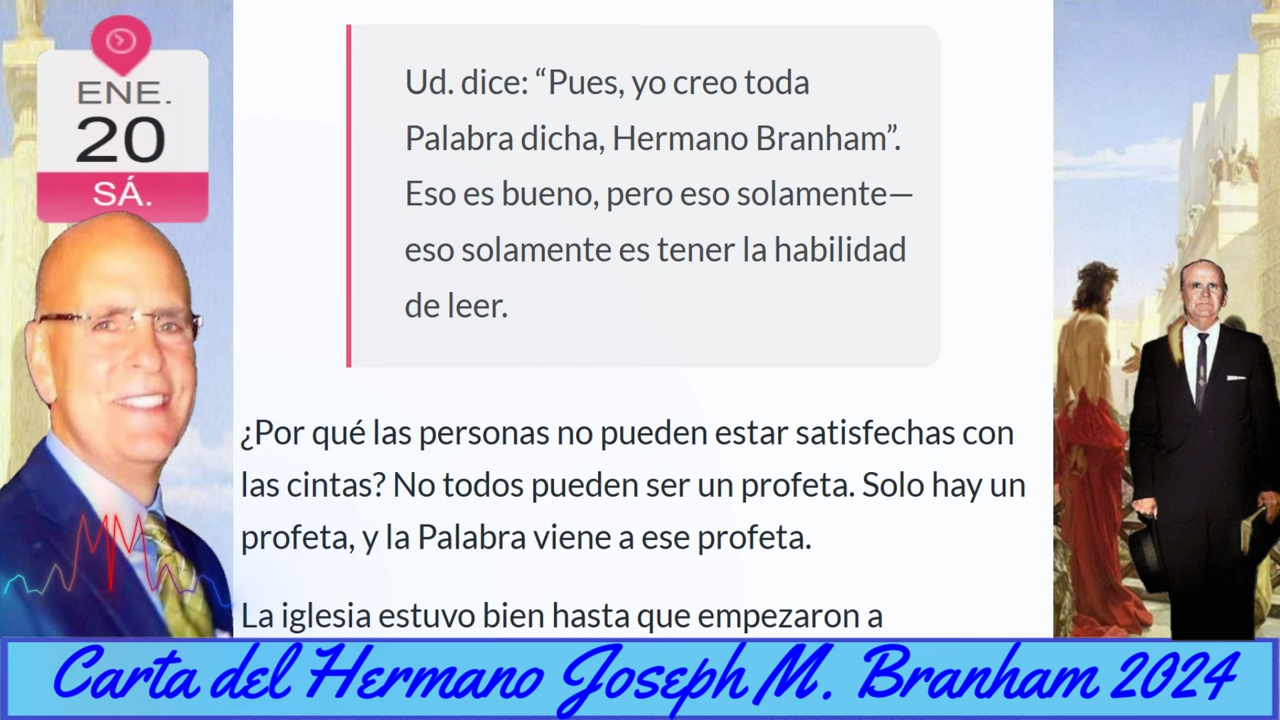 ENE.
20
SÁ.
Ud. dice: “Pues, yo creo toda
Palabra dicha, Hermano Branham”.
Eso es bueno, pero eso solamente—
eso solamente es tener la habilidad
de leer.
¿Por qué las personas no pueden estar satisfechas con
las cintas? No todos pueden ser un profeta. Solo hay un
profeta, y la Palabra viene a ese profeta.
La iglesia estuvo bien hasta que empezaron a
Carta del Hermano Joseph M. Branham 2024